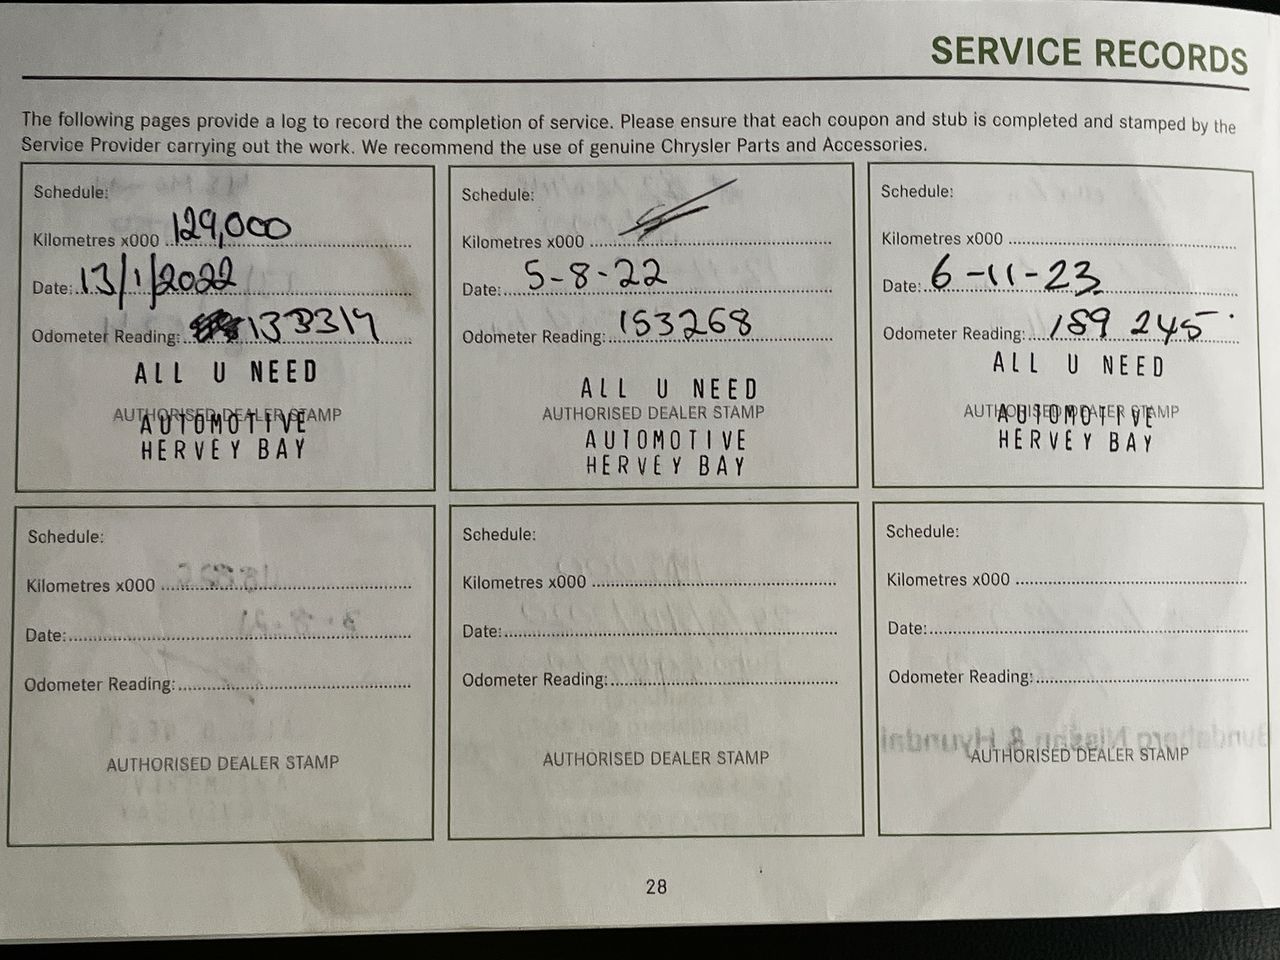 SERVICE RECORDS
The following pages provide a log to record the completion of service. Please ensure that each coupon and stub is completed and stamped by the
Service Provider carrying out the work. We recommend the use of genuine Chrysler Parts and Accessories.
Schedule:
Kilometres x000 129,000
Date: 13/1/2022
Odometer Reading: 133319
ALL U NEED
AUTHORISED DEALER STAMP
AUTOMOTIVE
HERVEY BAY
Schedule:
Kilometres x000
Date: 5-8-22
Odometer Reading: 153268
ALL U NEED
AUTHORISED DEALER STAMP
AUTOMOTIVE
HERVEY BAY
Schedule:
Kilometres x000
Date: 6-11-23
Odometer Reading: 189 245
ALL U NEED
AUTHORISED DEALER STAMP
AUTOMOTIVE
HERVEY BAY
Schedule:
Kilometres x000
Date:
Odometer Reading:
AUTHORISED DEALER STAMP
Schedule:
Kilometres x000
Date:
Odometer Reading:
AUTHORISED DEALER STAMP
Schedule:
Kilometres x000
Date:
Odometer Reading:
AUTHORISED DEALER STAMP
28